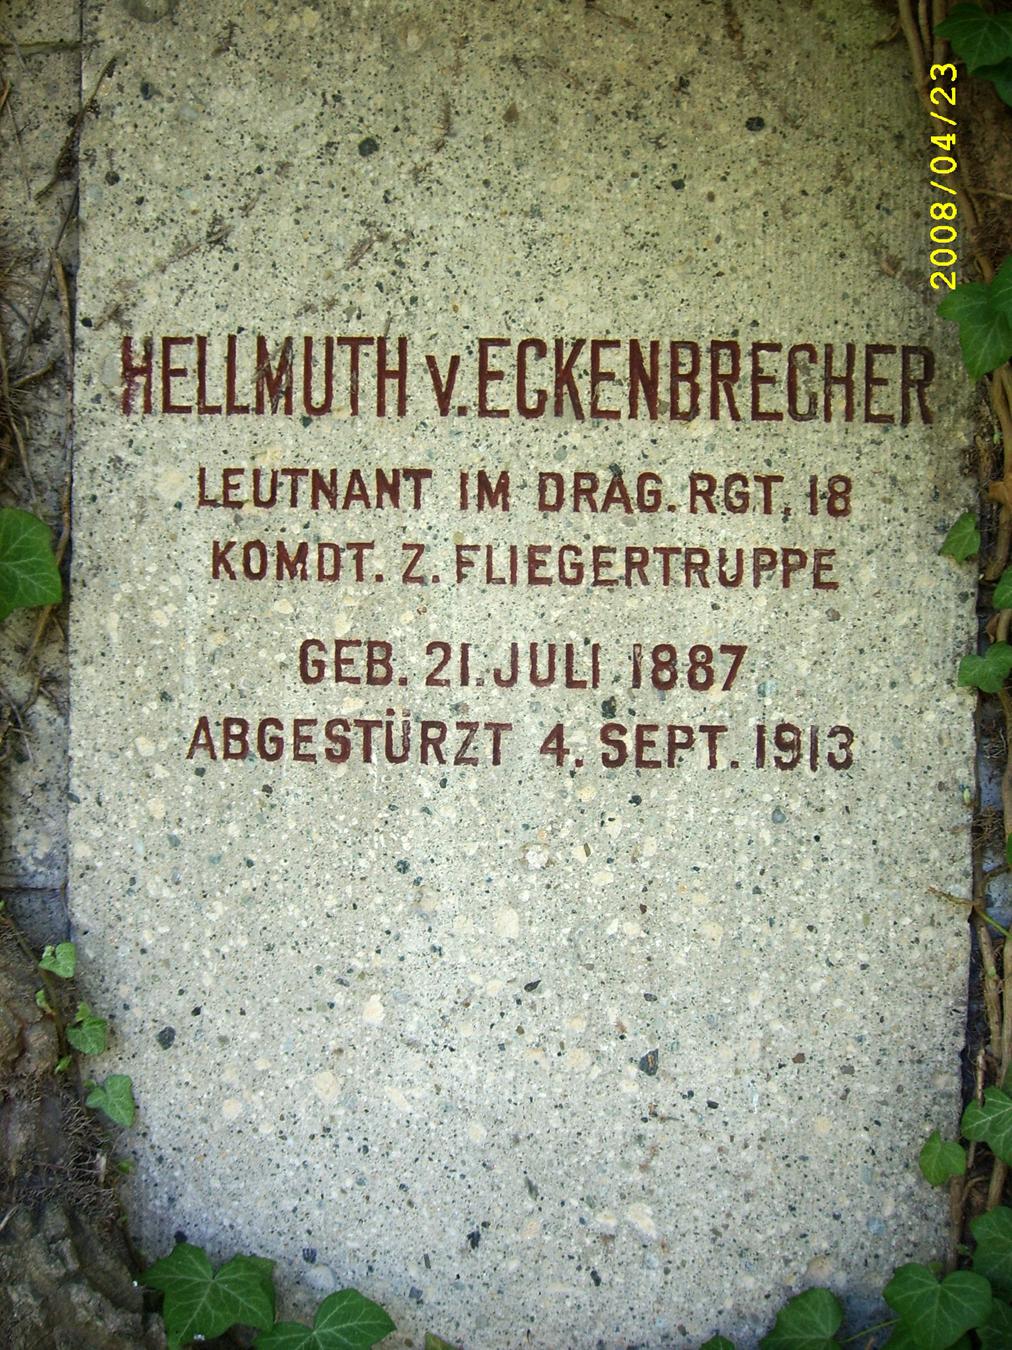 HELLMUTH v. ECKENBRECHER
LEUTNANT IM DRAG. RGT. 18
KOMDT. Z. FLIEGERTRUPPE
GEB. 21. JULI 1887
ABGESTÜRZT 4. SEPT. 1913
2008/04/23